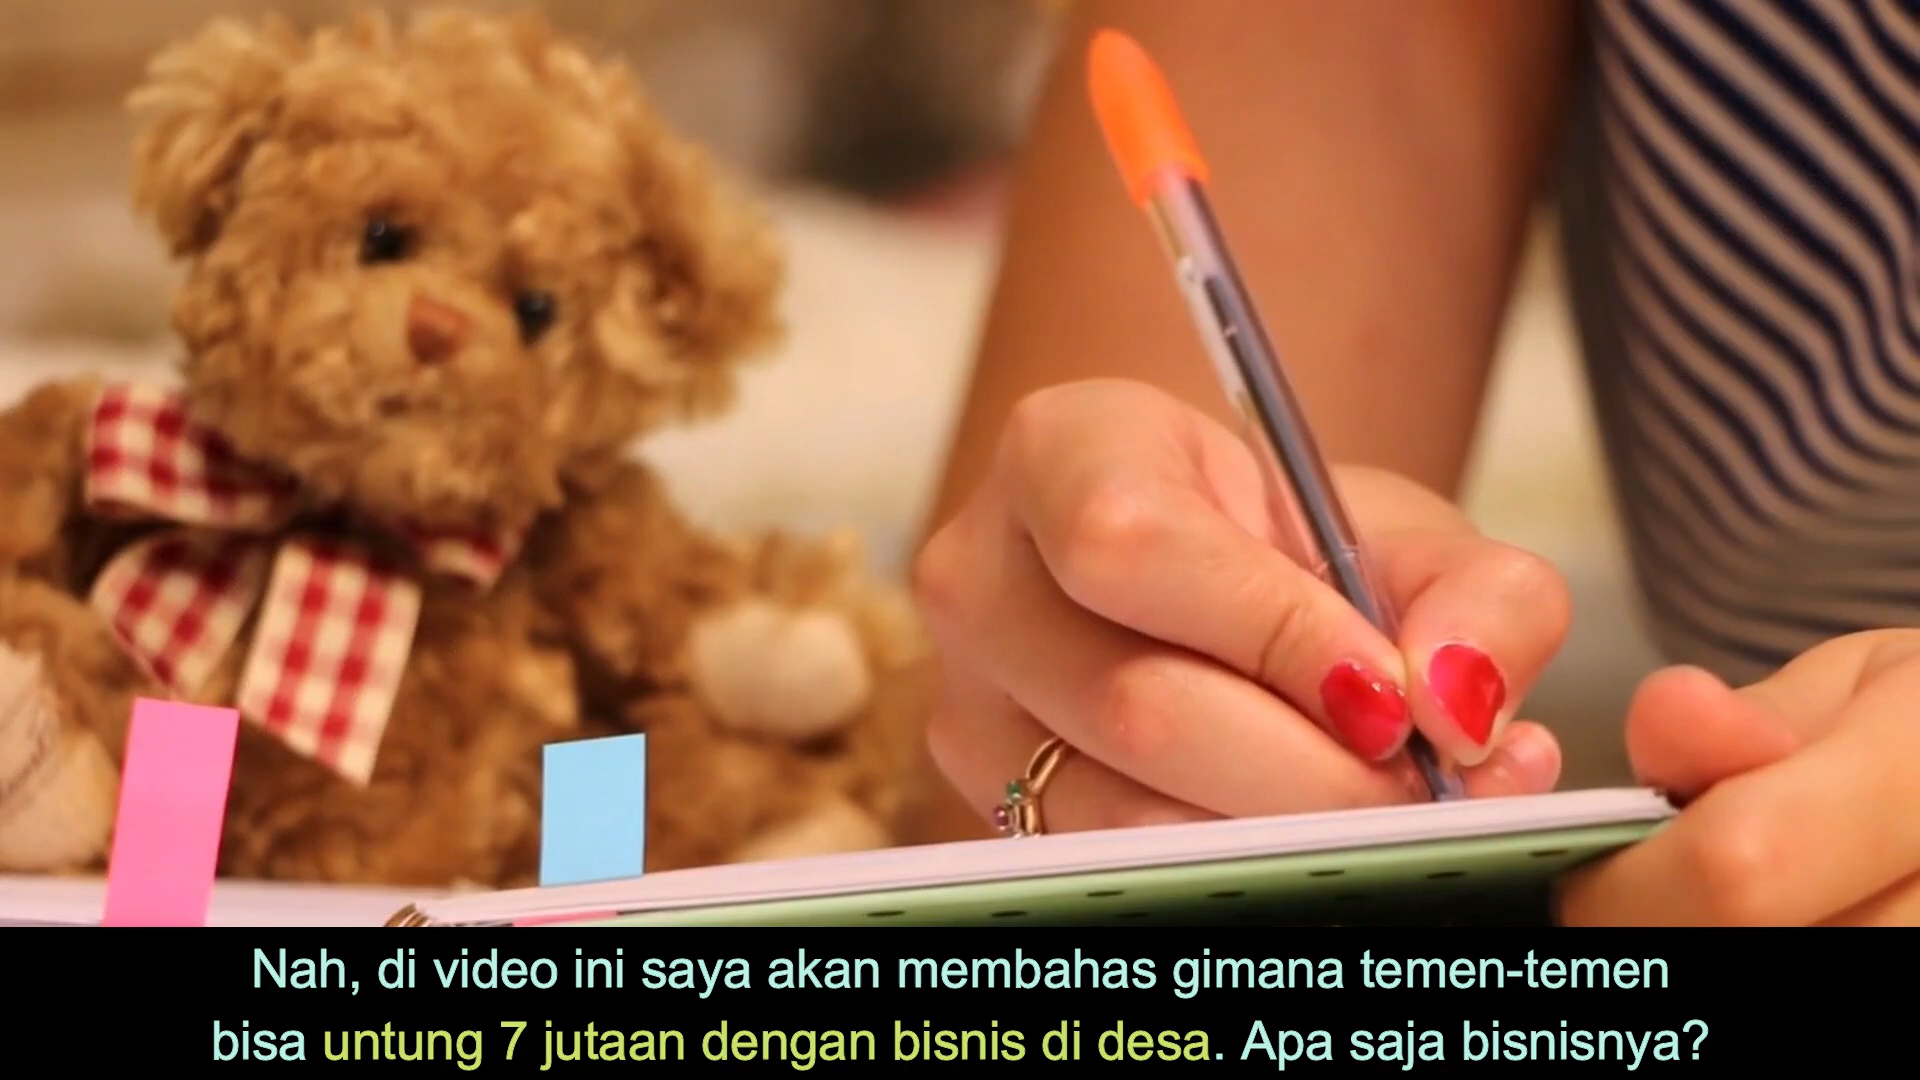 Nah, di video ini saya akan membahas gimana temen-temen
bisa untung 7 jutaan dengan bisnis di desa. Apa saja bisnisnya?